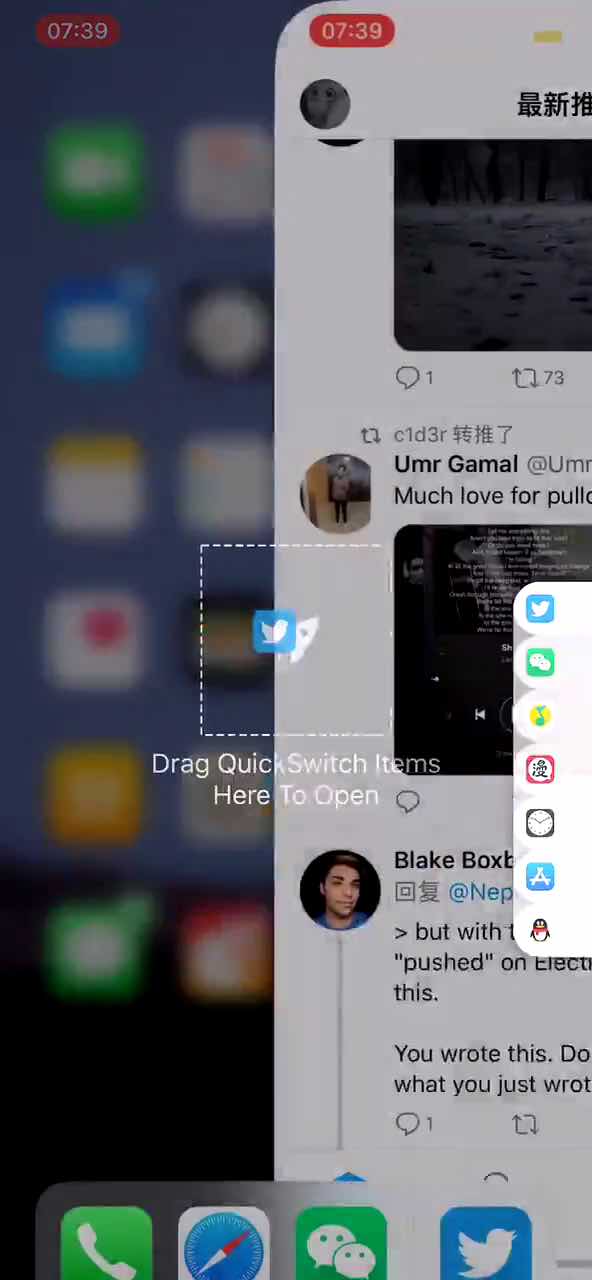 07:39
07:39
最新推
1
73
c1d3r 转推了
Umr Gamal @Umr
Much love for pullo
Sh
Drag QuickSwitch Items
Here To Open
漫
Blake Boxb
回复 @Nep
> but with t
"pushed" on Electr
this.
You wrote this. Do
what you just wrot
1